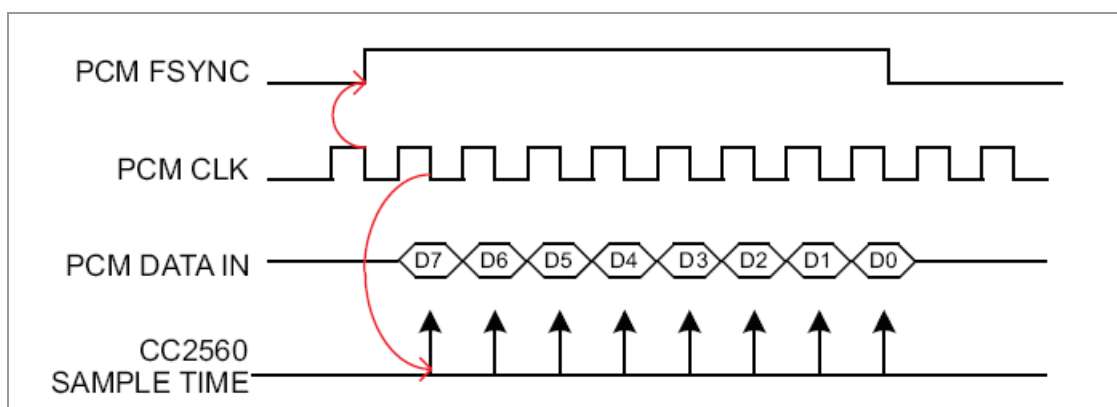 PCM FSYNC
PCM CLK
PCM DATA IN
D7 D6 D5 D4 D3 D2 D1 D0
CC2560
SAMPLE TIME